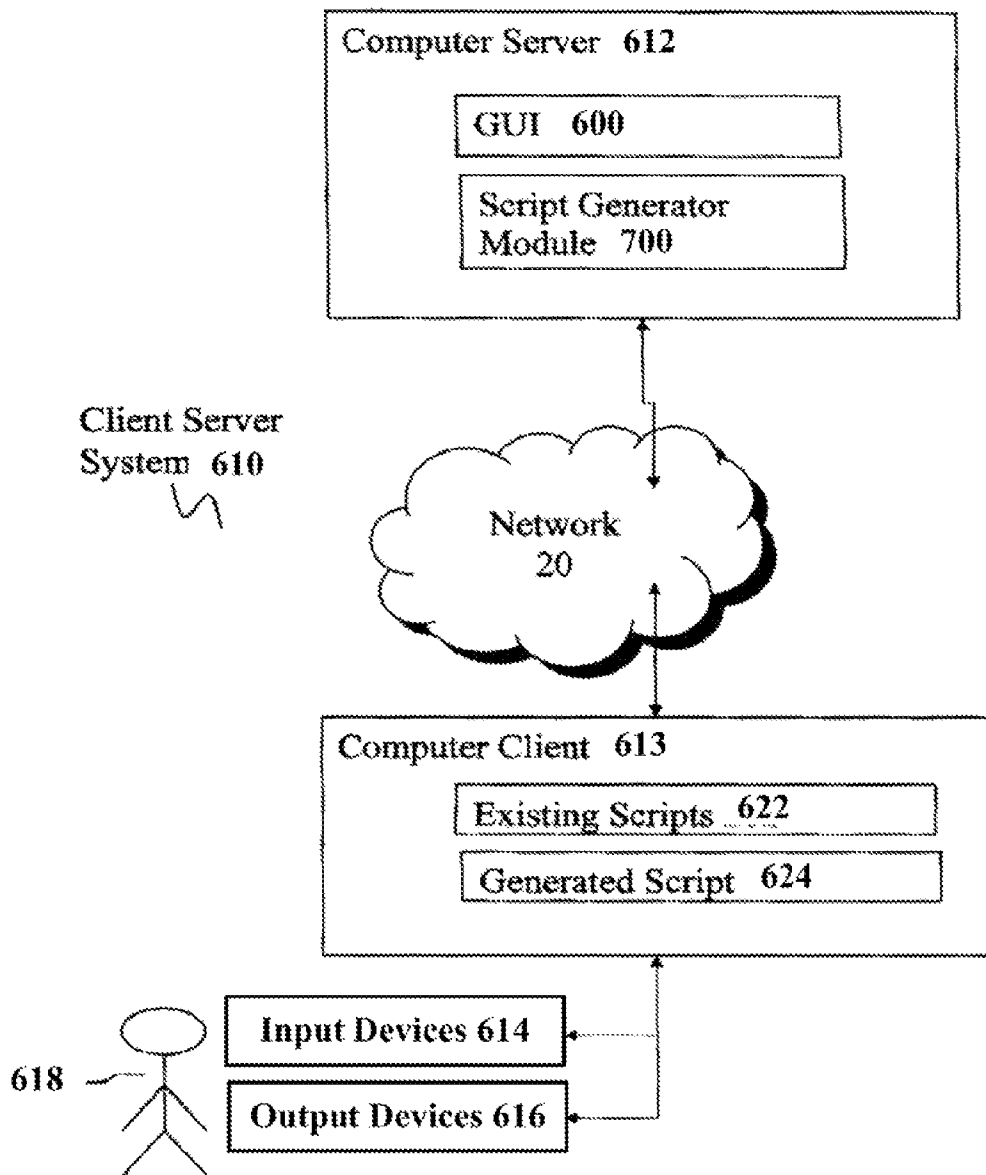 Computer Server 612
GUI 600
Script Generator
Module 700
Client Server
System 610
Network
20
Computer Client 613
Existing Scripts 622
Generated Script 624
Input Devices 614
618
Output Devices 616